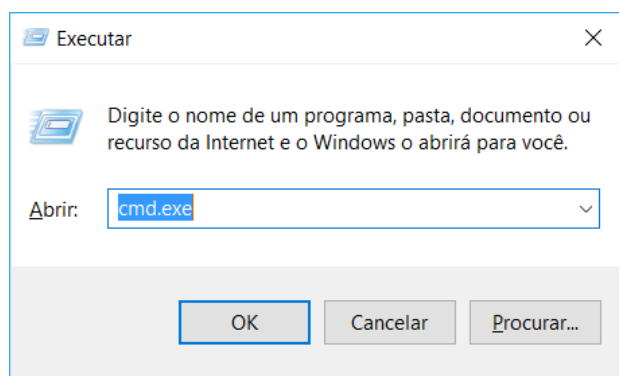 Executar
Digite o nome de um programa, pasta, documento ou
recurso da Internet e o Windows o abrirá para você.
Abrir: cmd.exe
OK Cancelar Procurar...